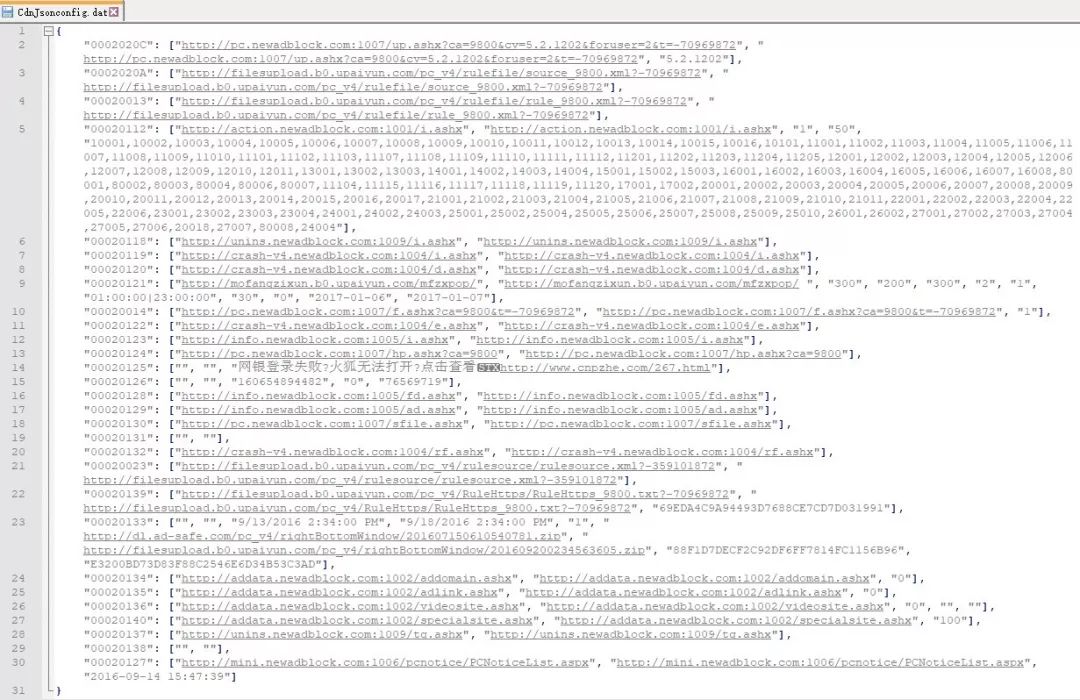 CdnJsonconfig.dat
1 {
2 "0002020C": ["http://pc.newadblock.com:1007/up.ashx?ca=9800&cv=5.2.1202&foruser=2&t=-70969872", "
http://pc.newadblock.com:1007/up.ashx?ca=9800&cv=5.2.1202&foruser=2&t=-70969872", "5.2.1202"],
3 "0002020A": ["http://filesupload.b0.upaiyun.com/pc_v4/rulefile/source_9800.xml?-70969872", "
http://filesupload.b0.upaiyun.com/pc_v4/rulefile/source_9800.xml?-70969872"],
4 "00020013": ["http://filesupload.b0.upaiyun.com/pc_v4/rulefile/rule_9800.xml?-70969872", "
http://filesupload.b0.upaiyun.com/pc_v4/rulefile/rule_9800.xml?-70969872"],
5 "00020112": ["http://action.newadblock.com:1001/i.ashx", "http://action.newadblock.com:1001/i.ashx", "1", "50",
"10001,10002,10003,10004,10005,10006,10007,10008,10009,10010,10011,10012,10013,10014,10015,10016,10101,11001,11002,11003,11004,11005,11006,11
007,11008,11009,11010,11101,11102,11103,11107,11108,11109,11110,11111,11112,11201,11202,11203,11204,11205,12001,12002,12003,12004,12005,12006
,12007,12008,12009,12010,12011,13001,13002,13003,14001,14002,14003,14004,15001,15002,15003,16001,16002,16003,16004,16005,16006,16007,16008,80
001,80002,80003,80004,80006,80007,11104,11115,11116,11117,11118,11119,11120,17001,17002,20001,20002,20003,20004,20005,20006,20007,20008,20009
,20010,20011,20012,20013,20014,20015,20016,20017,21001,21002,21003,21004,21005,21006,21007,21008,21009,21010,21011,22001,22002,22003,22004,22
005,22006,23001,23002,23003,23004,24001,24002,24003,25001,25002,25004,25005,25006,25007,25008,25009,25010,26001,26002,27001,27002,27003,27004
,27005,27006,20018,27007,80008,24004"],
6 "00020118": ["http://unins.newadblock.com:1009/i.ashx", "http://unins.newadblock.com:1009/i.ashx"],
7 "00020119": ["http://crash-v4.newadblock.com:1004/i.ashx", "http://crash-v4.newadblock.com:1004/i.ashx"],
8 "00020120": ["http://crash-v4.newadblock.com:1004/d.ashx", "http://crash-v4.newadblock.com:1004/d.ashx"],
9 "00020121": ["http://mofangzixun.b0.upaiyun.com/mfzxpop/", "http://mofangzixun.b0.upaiyun.com/mfzxpop/ ", "300", "200", "300", "2", "1",
"01:00:00|23:00:00", "30", "0", "2017-01-06", "2017-01-07"],
10 "00020014": ["http://pc.newadblock.com:1007/f.ashx?ca=9800&t=-70969872", "http://pc.newadblock.com:1007/f.ashx?ca=9800&t=-70969872", "1"],
11 "00020122": ["http://crash-v4.newadblock.com:1004/e.ashx", "http://crash-v4.newadblock.com:1004/e.ashx"],
12 "00020123": ["http://info.newadblock.com:1005/i.ashx", "http://info.newadblock.com:1005/i.ashx"],
13 "00020124": ["http://pc.newadblock.com:1007/hp.ashx?ca=9800", "http://pc.newadblock.com:1007/hp.ashx?ca=9800"],
14 "00020125": ["", "", "网银登录失败?火狐无法打开?点击查看STXhttp://www.cnpzhe.com/267.html"],
15 "00020126": ["", "", "160654894482", "0", "76569719"],
16 "00020128": ["http://info.newadblock.com:1005/fd.ashx", "http://info.newadblock.com:1005/fd.ashx"],
17 "00020129": ["http://info.newadblock.com:1005/ad.ashx", "http://info.newadblock.com:1005/ad.ashx"],
18 "00020130": ["http://pc.newadblock.com:1007/sfile.ashx", "http://pc.newadblock.com:1007/sfile.ashx"],
19 "00020131": ["", ""],
20 "00020132": ["http://crash-v4.newadblock.com:1004/rf.ashx", "http://crash-v4.newadblock.com:1004/rf.ashx"],
21 "00020023": ["http://filesupload.b0.upaiyun.com/pc_v4/rulesource/rulesource.xml?-359101872", "
http://filesupload.b0.upaiyun.com/pc_v4/rulesource/rulesource.xml?-359101872"],
22 "00020139": ["http://filesupload.b0.upaiyun.com/pc_v4/RuleHttps/RuleHttps_9800.txt?-70969872", "
http://filesupload.b0.upaiyun.com/pc_v4/RuleHttps/RuleHttps_9800.txt?-70969872", "69EDA4C9A94493D7688CE7CD7D031991"],
23 "00020133": ["", "", "9/13/2016 2:34:00 PM", "9/18/2016 2:34:00 PM", "1", "
http://dl.ad-safe.com/pc_v4/rightBottomWindow/201607150610540781.zip", "
http://filesupload.b0.upaiyun.com/pc_v4/rightBottomWindow/201609200234563605.zip", "88F1D7DECF2C92DF6FF7814FC1156B96",
"E3200BD73D83F88C2546E6D34B53C3AD"],
24 "00020134": ["http://addata.newadblock.com:1002/addomain.ashx", "http://addata.newadblock.com:1002/addomain.ashx", "0"],
25 "00020135": ["http://addata.newadblock.com:1002/adlink.ashx", "http://addata.newadblock.com:1002/adlink.ashx", "0"],
26 "00020136": ["http://addata.newadblock.com:1002/videosite.ashx", "http://addata.newadblock.com:1002/videosite.ashx", "0", "", ""],
27 "00020140": ["http://addata.newadblock.com:1002/specialsite.ashx", "http://addata.newadblock.com:1002/specialsite.ashx", "100"],
28 "00020137": ["http://unins.newadblock.com:1009/tq.ashx", "http://unins.newadblock.com:1009/tq.ashx"],
29 "00020138": ["", ""],
30 "00020127": ["http://mini.newadblock.com:1006/pcnotice/PCNoticeList.aspx", "http://mini.newadblock.com:1006/pcnotice/PCNoticeList.aspx",
"2016-09-14 15:47:39"]
31 }